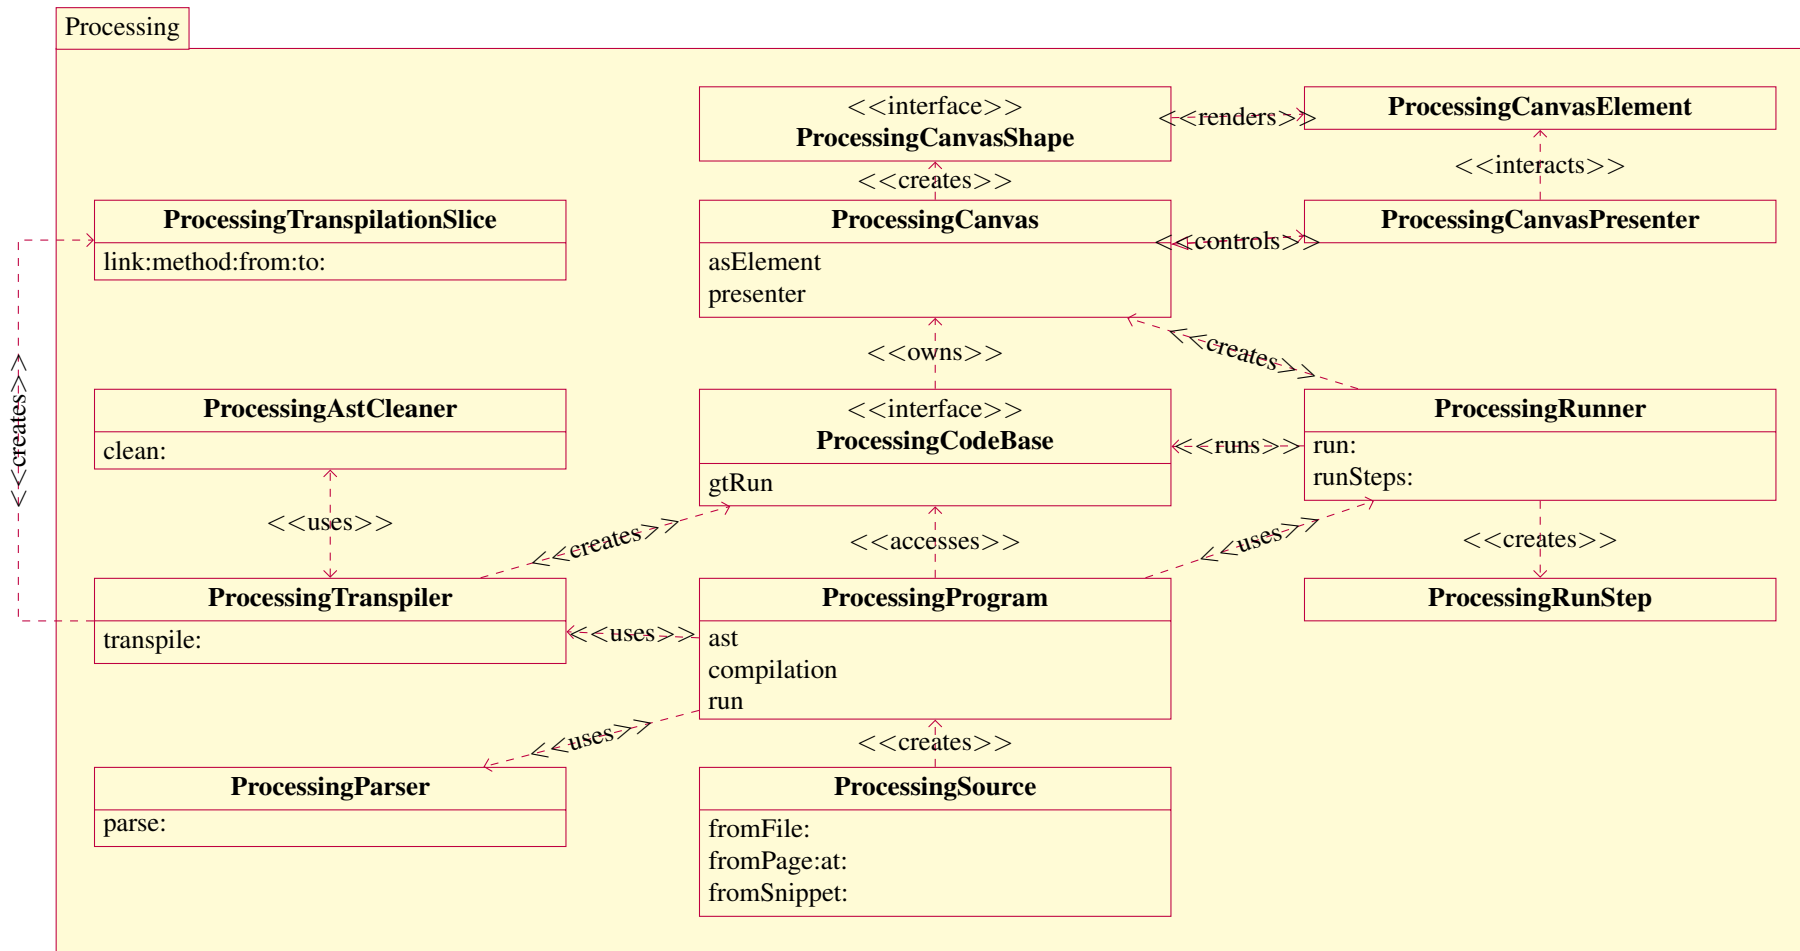 Processing
<<interface>>
ProcessingCanvasShape
<<renders>>
ProcessingCanvasElement
<<creates>>
<<interacts>>
ProcessingTranspilationSlice
link:method:from:to:
ProcessingCanvas
asElement
presenter
<<controls>>
ProcessingCanvasPresenter
<<owns>>
<<creates>>
<<creates>>
ProcessingAstCleaner
clean:
<<interface>>
ProcessingCodeBase
gtRun
<<runs>>
ProcessingRunner
run:
runSteps:
<<uses>>
<<creates>>
<<accesses>>
<<uses>>
<<creates>>
ProcessingTranspiler
transpile:
<<uses>>
ProcessingProgram
ast
compilation
run
ProcessingRunStep
<<uses>>
<<creates>>
ProcessingParser
parse:
ProcessingSource
fromFile:
fromPage:at:
fromSnippet: